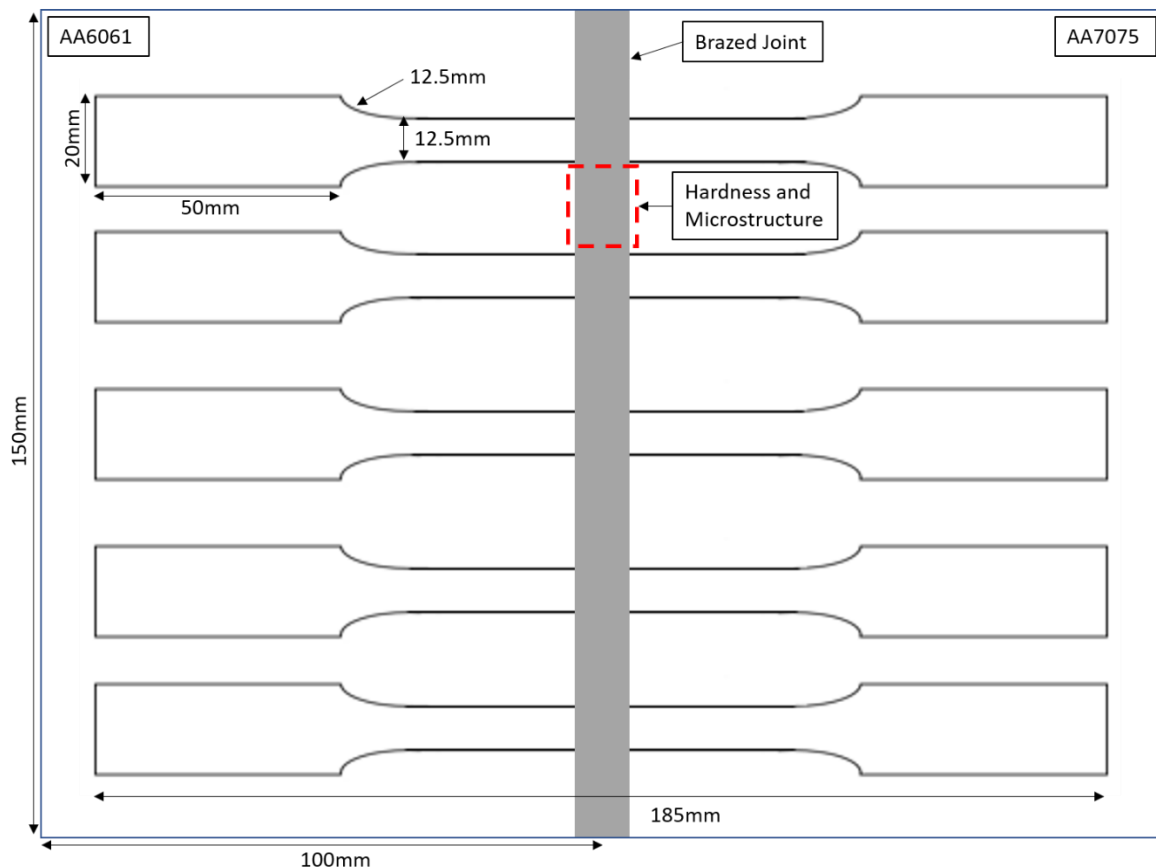 AA6061
AA7075
Brazed Joint
12.5mm
12.5mm
20mm
50mm
Hardness and
Microstructure
150mm
185mm
100mm